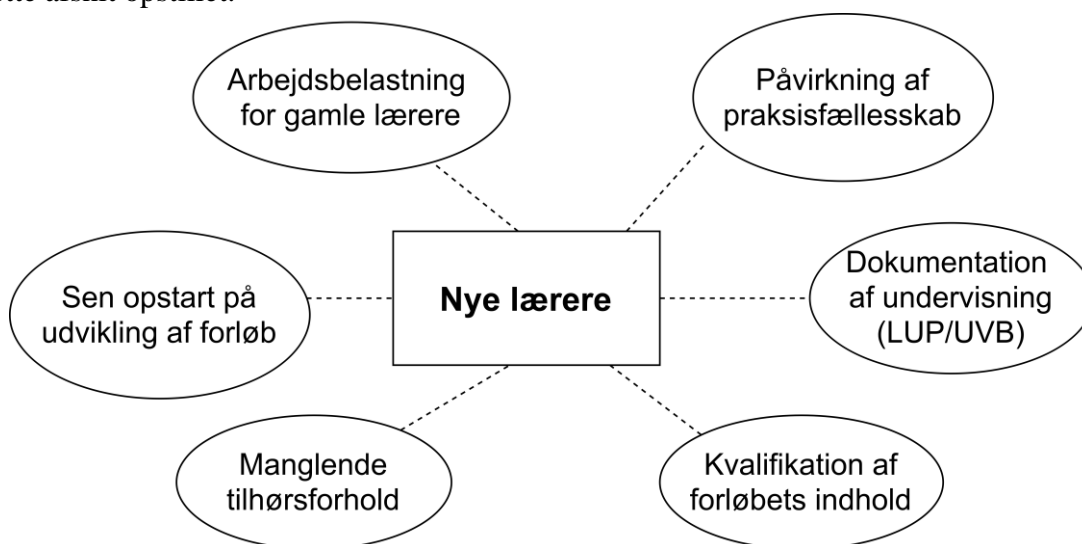 Arbejdsbelastning
for gamle lærere
Påvirkning af
praksisfællesskab
Sen opstart på
udvikling af forløb
Nye lærere
Dokumentation
af undervisning
(LUP/UVB)
Manglende
tilhørsforhold
Kvalifikation af
forløbets indhold